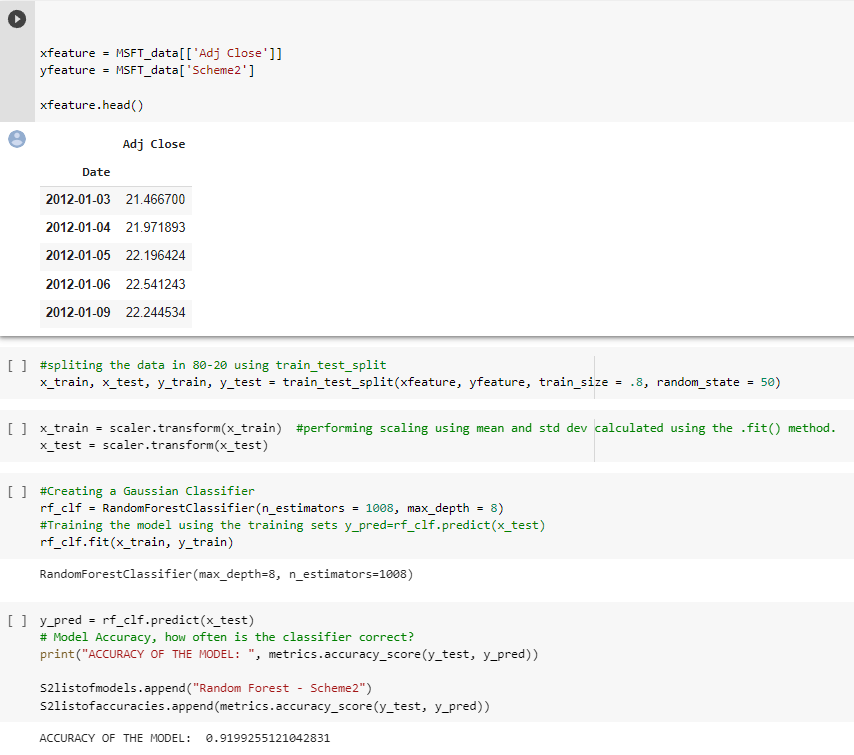 xfeature = MSFT_data[['Adj Close']]
yfeature = MSFT_data['Scheme2']
xfeature.head()
Adj Close
Date
2012-01-03 21.466700
2012-01-04 21.971893
2012-01-05 22.196424
2012-01-06 22.541243
2012-01-09 22.244534
[ ] #spliting the data in 80-20 using train_test_split
x_train, x_test, y_train, y_test = train_test_split(xfeature, yfeature, train_size = .8, random_state = 50)
[ ] x_train = scaler.transform(x_train)  #performing scaling using mean and std dev calculated using the .fit() method.
x_test = scaler.transform(x_test)
[ ] #Creating a Gaussian Classifier
rf_clf = RandomForestClassifier(n_estimators = 1008, max_depth = 8)
#Training the model using the training sets y_pred=rf_clf.predict(x_test)
rf_clf.fit(x_train, y_train)
RandomForestClassifier(max_depth=8, n_estimators=1008)
[ ] y_pred = rf_clf.predict(x_test)
# Model Accuracy, how often is the classifier correct?
print("ACCURACY OF THE MODEL: ", metrics.accuracy_score(y_test, y_pred))
S2listofmodels.append("Random Forest - Scheme2")
S2listofaccuracies.append(metrics.accuracy_score(y_test, y_pred))
ACCURACY OF THE MODEL:  0.9199255121042831